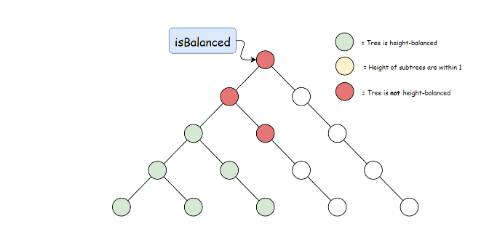 isBalanced
= Tree is height-balanced
= Height of subtrees are within 1
= Tree is not height-balanced